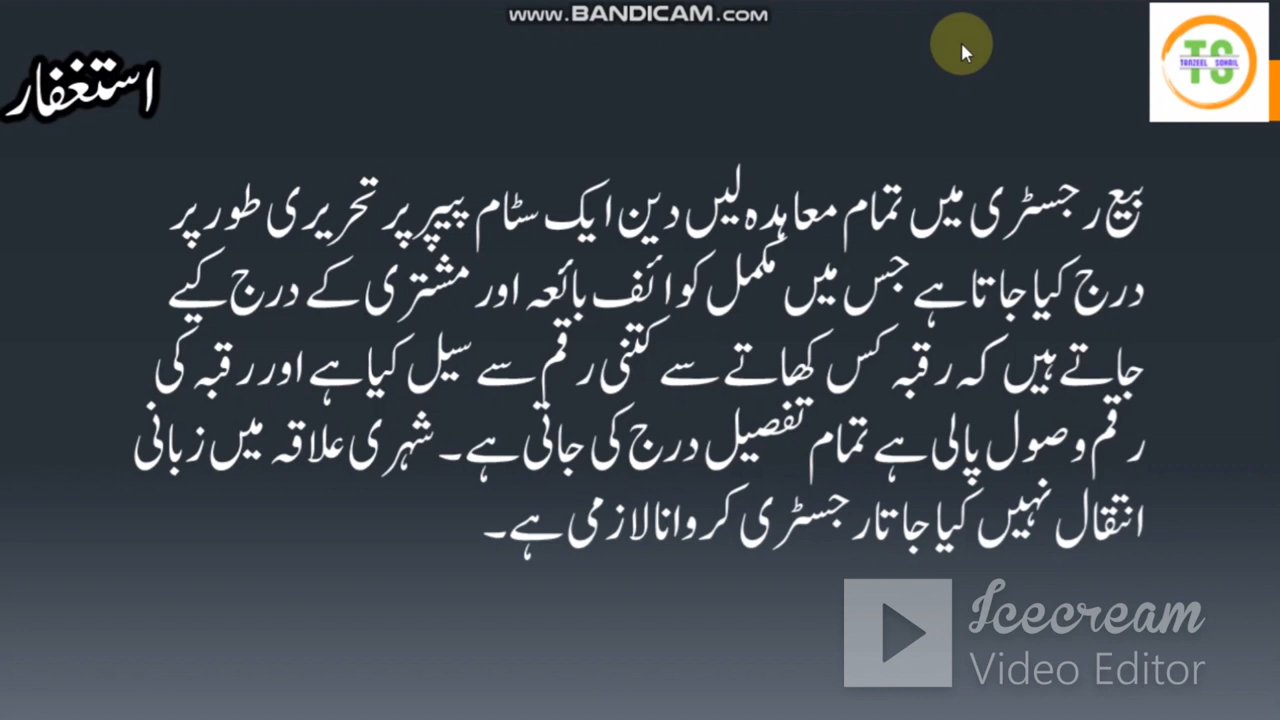 www.BANDICAM.com
TS
TANZEEL SOHAIL
استغفار
بیع رجسٹری میں تمام معاہدہ لیں دین ایک سٹام پیپر پر تحریری طور پر
درج کیا جاتا ہے جس میں مکمل کوائف بائعہ اور مشتری کے درج کیے
جاتے ہیں کہ رقبہ کس کھاتے سے کتنی رقم سے سیل کیا ہے اور رقبہ کی
رقم وصول پالی ہے تمام تفصیل درج کی جاتی ہے۔ شہری علاقہ میں زبانی
انتقال نہیں کیا جاتا رجسٹری کروانا لازمی ہے۔
Icecream
Video Editor